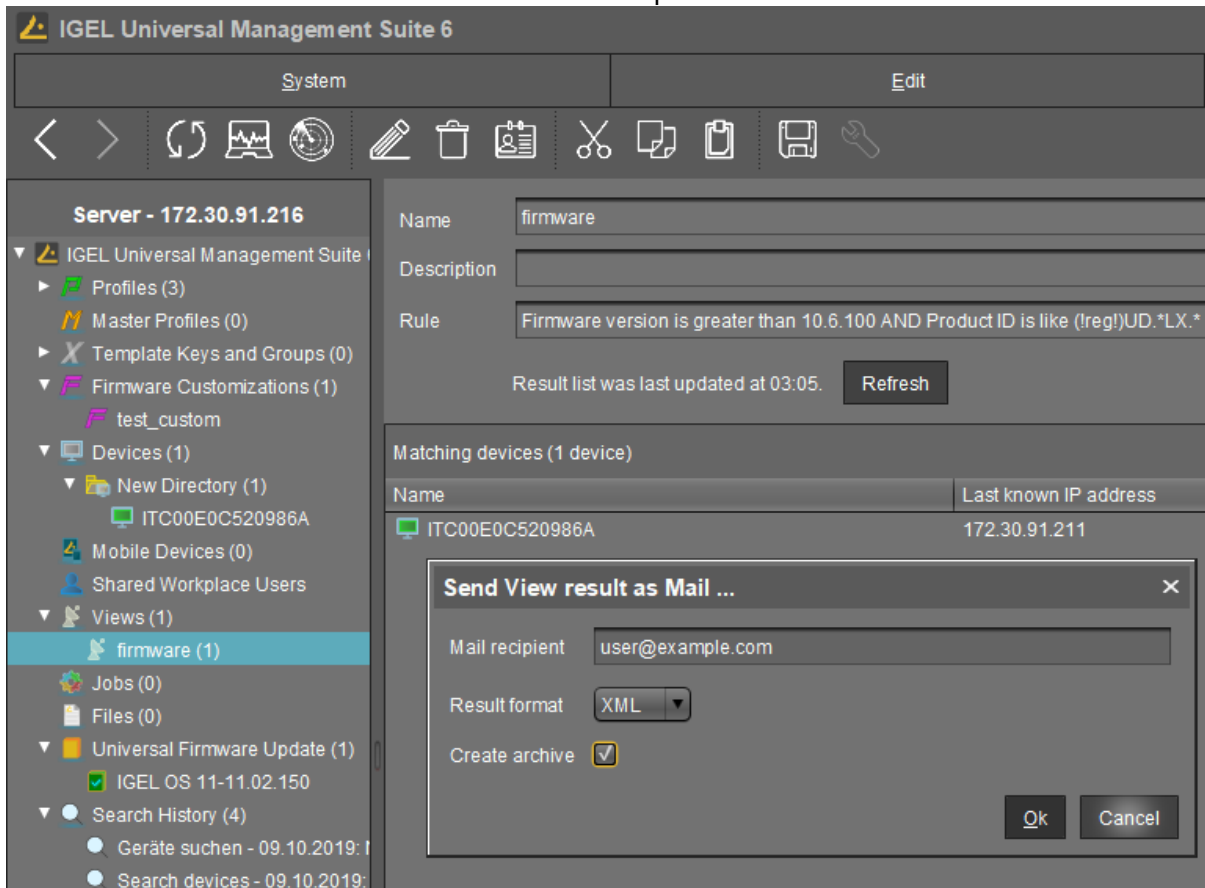 IGEL Universal Management Suite 6
System
Edit
Server - 172.30.91.216
IGEL Universal Management Suite
Profiles (3)
Master Profiles (0)
Template Keys and Groups (0)
Firmware Customizations (1)
test_custom
Devices (1)
New Directory (1)
ITC00E0C520986A
Mobile Devices (0)
Shared Workplace Users
Views (1)
firmware (1)
Jobs (0)
Files (0)
Universal Firmware Update (1)
IGEL OS 11-11.02.150
Search History (4)
Geräte suchen - 09.10.2019:
Search devices - 09.10.2019:
Name firmware
Description
Rule Firmware version is greater than 10.6.100 AND Product ID is like (!reg!)UD.*LX.*
Result list was last updated at 03:05. Refresh
Matching devices (1 device)
Name Last known IP address
ITC00E0C520986A 172.30.91.211
Send View result as Mail ...
Mail recipient user@example.com
Result format XML
Create archive
Ok Cancel